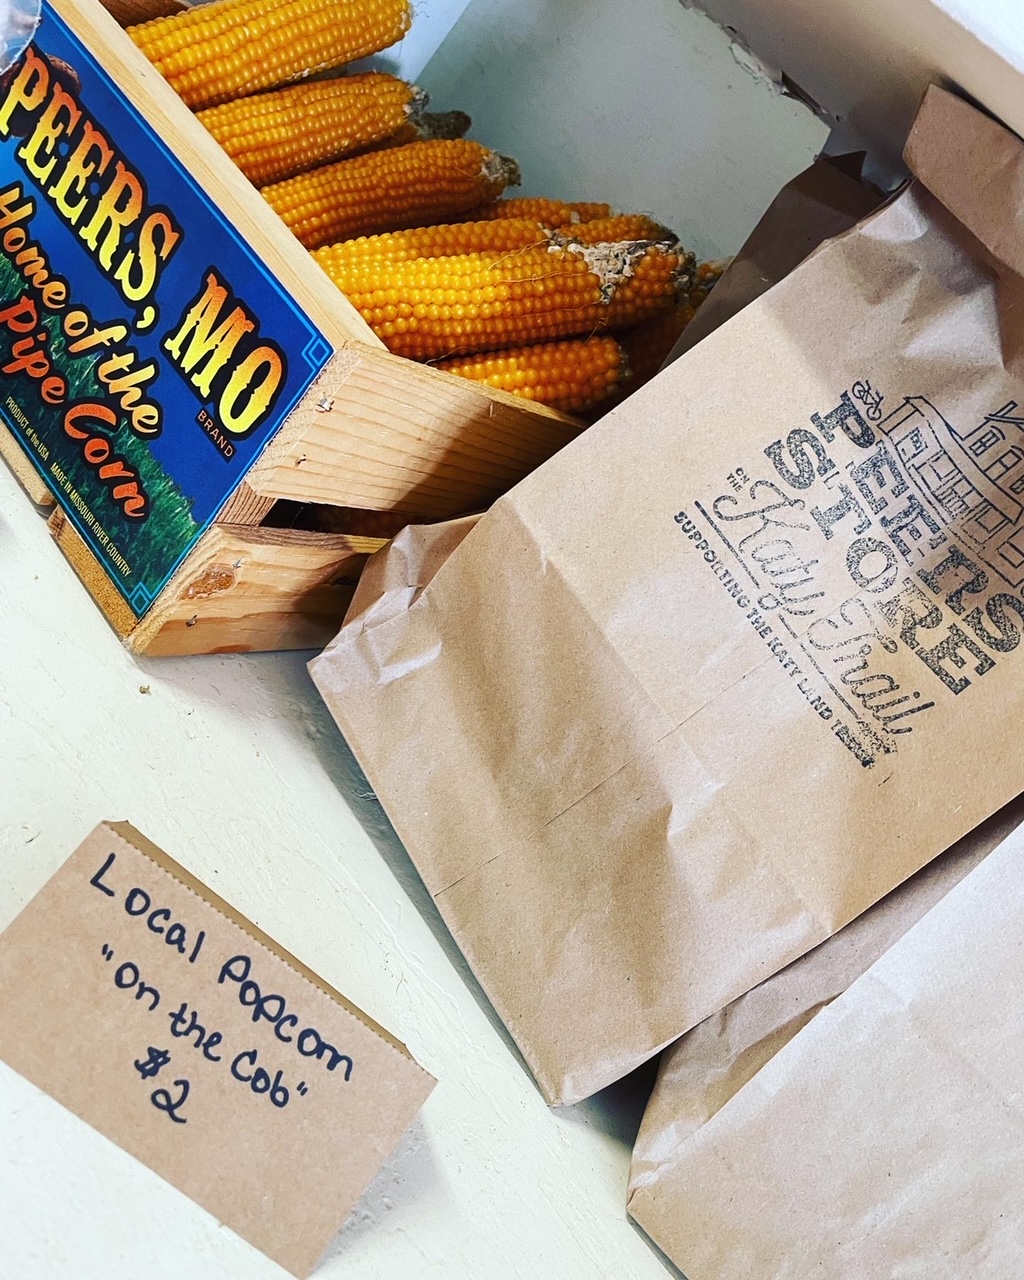 PEERS, MO
BRAND
Home of the
Pipe Corn
PRODUCT of the USA MADE IN MISSOURI RIVER COUNTRY
PEERS
STORE
ON
THE
Katy Trail
SUPPORTING THE KATY LAND
Local Popcorn
"on the Cob"
$2